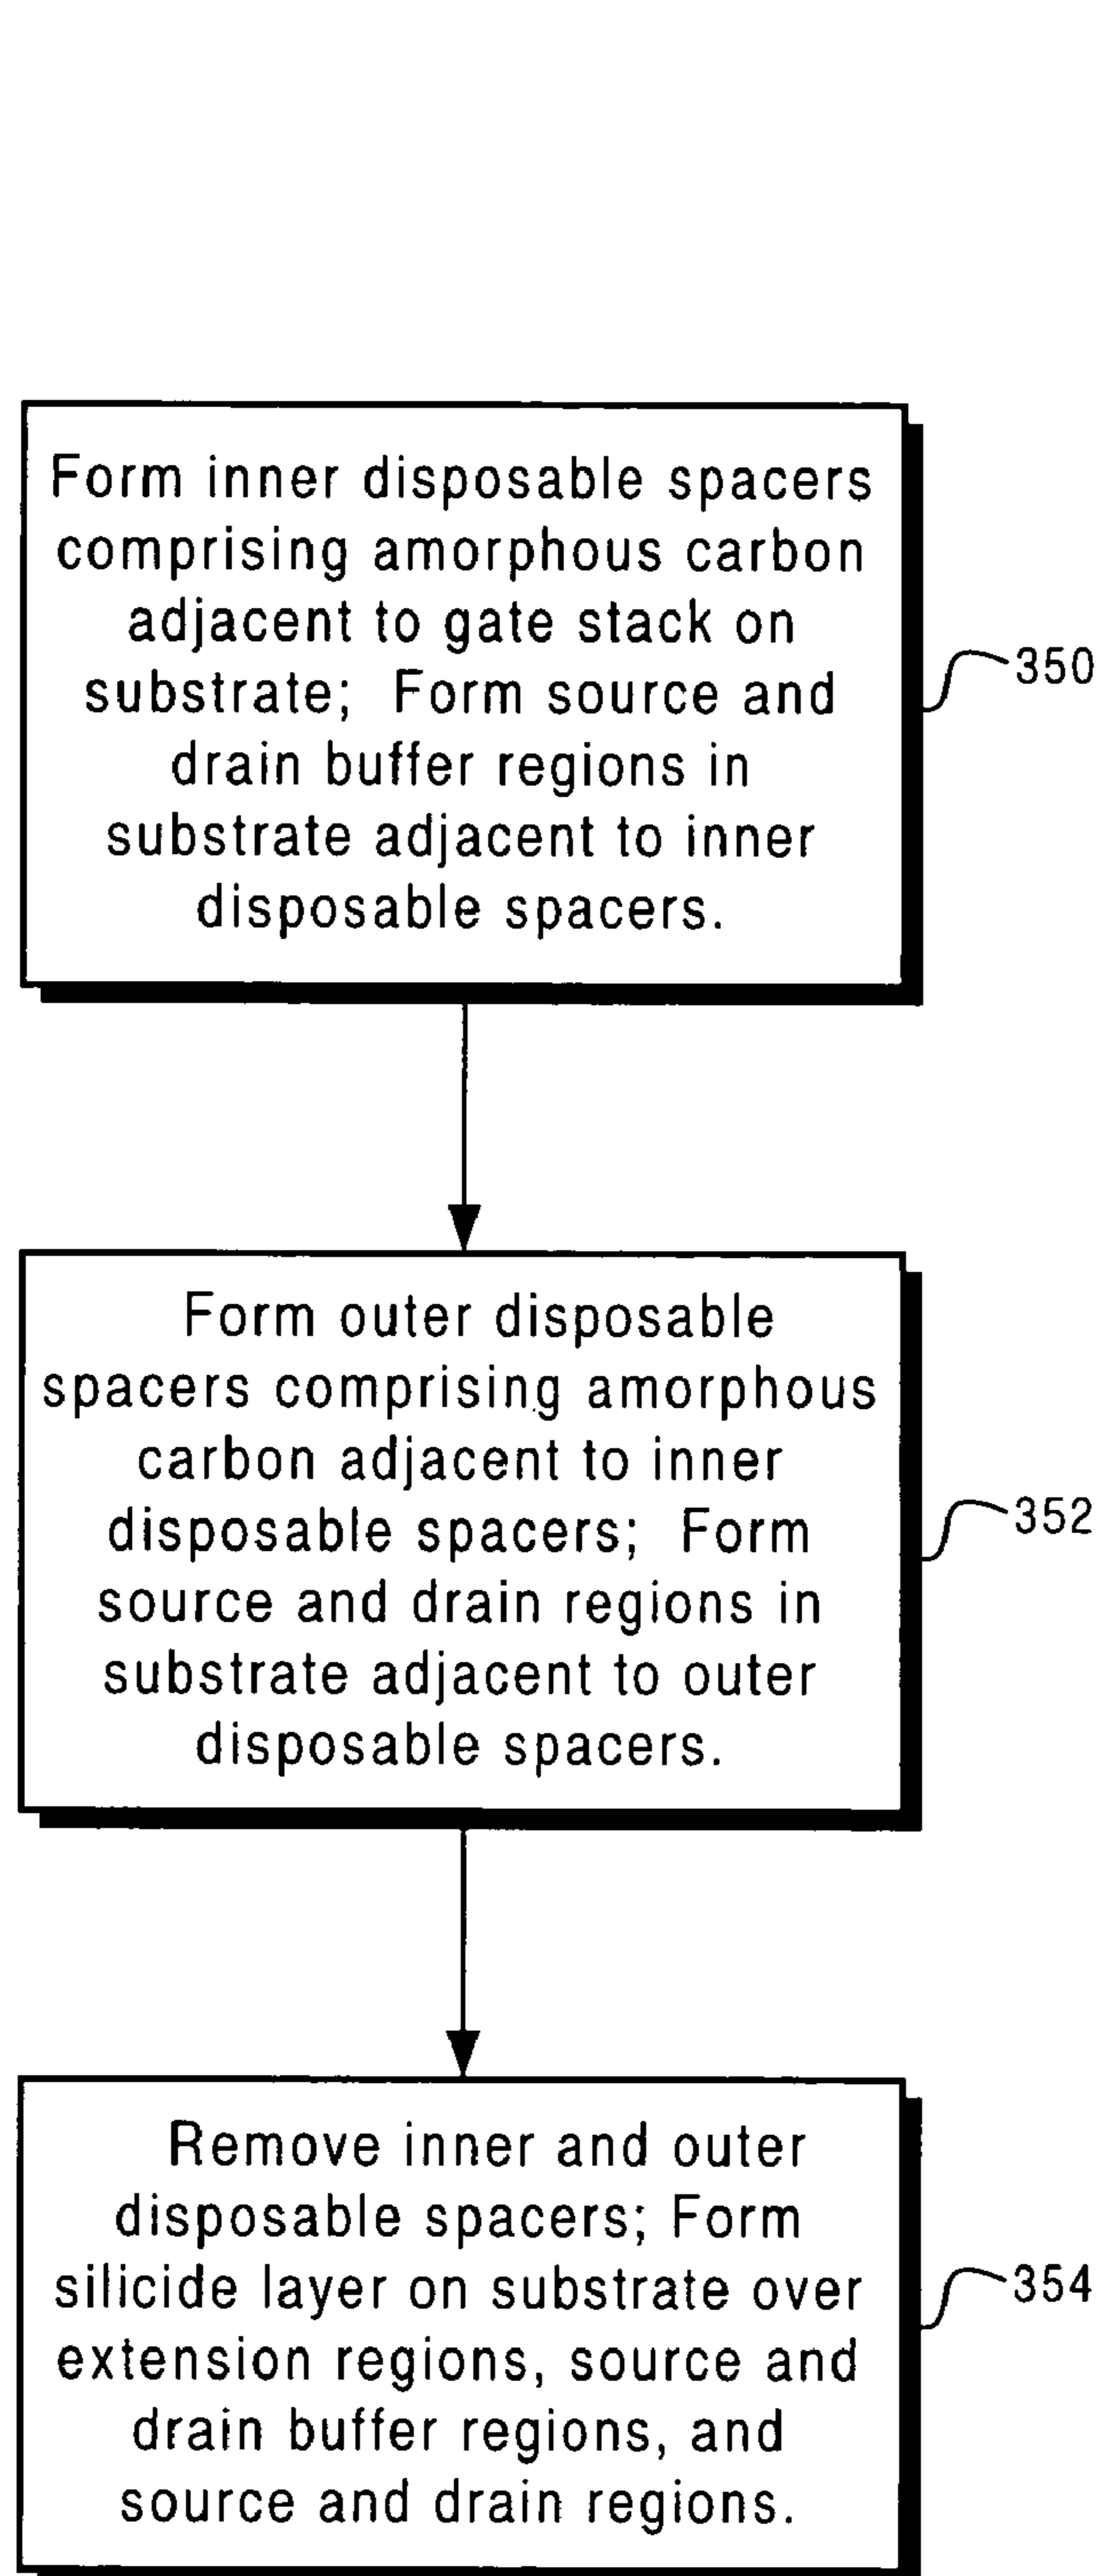 Form inner disposable spacers
comprising amorphous carbon
adjacent to gate stack on
substrate; Form source and
drain buffer regions in
substrate adjacent to inner
disposable spacers.
350
Form outer disposable
spacers comprising amorphous
carbon adjacent to inner
disposable spacers; Form
source and drain regions in
substrate adjacent to outer
disposable spacers.
352
Remove inner and outer
disposable spacers; Form
silicide layer on substrate over
extension regions, source and
drain buffer regions, and
source and drain regions.
354